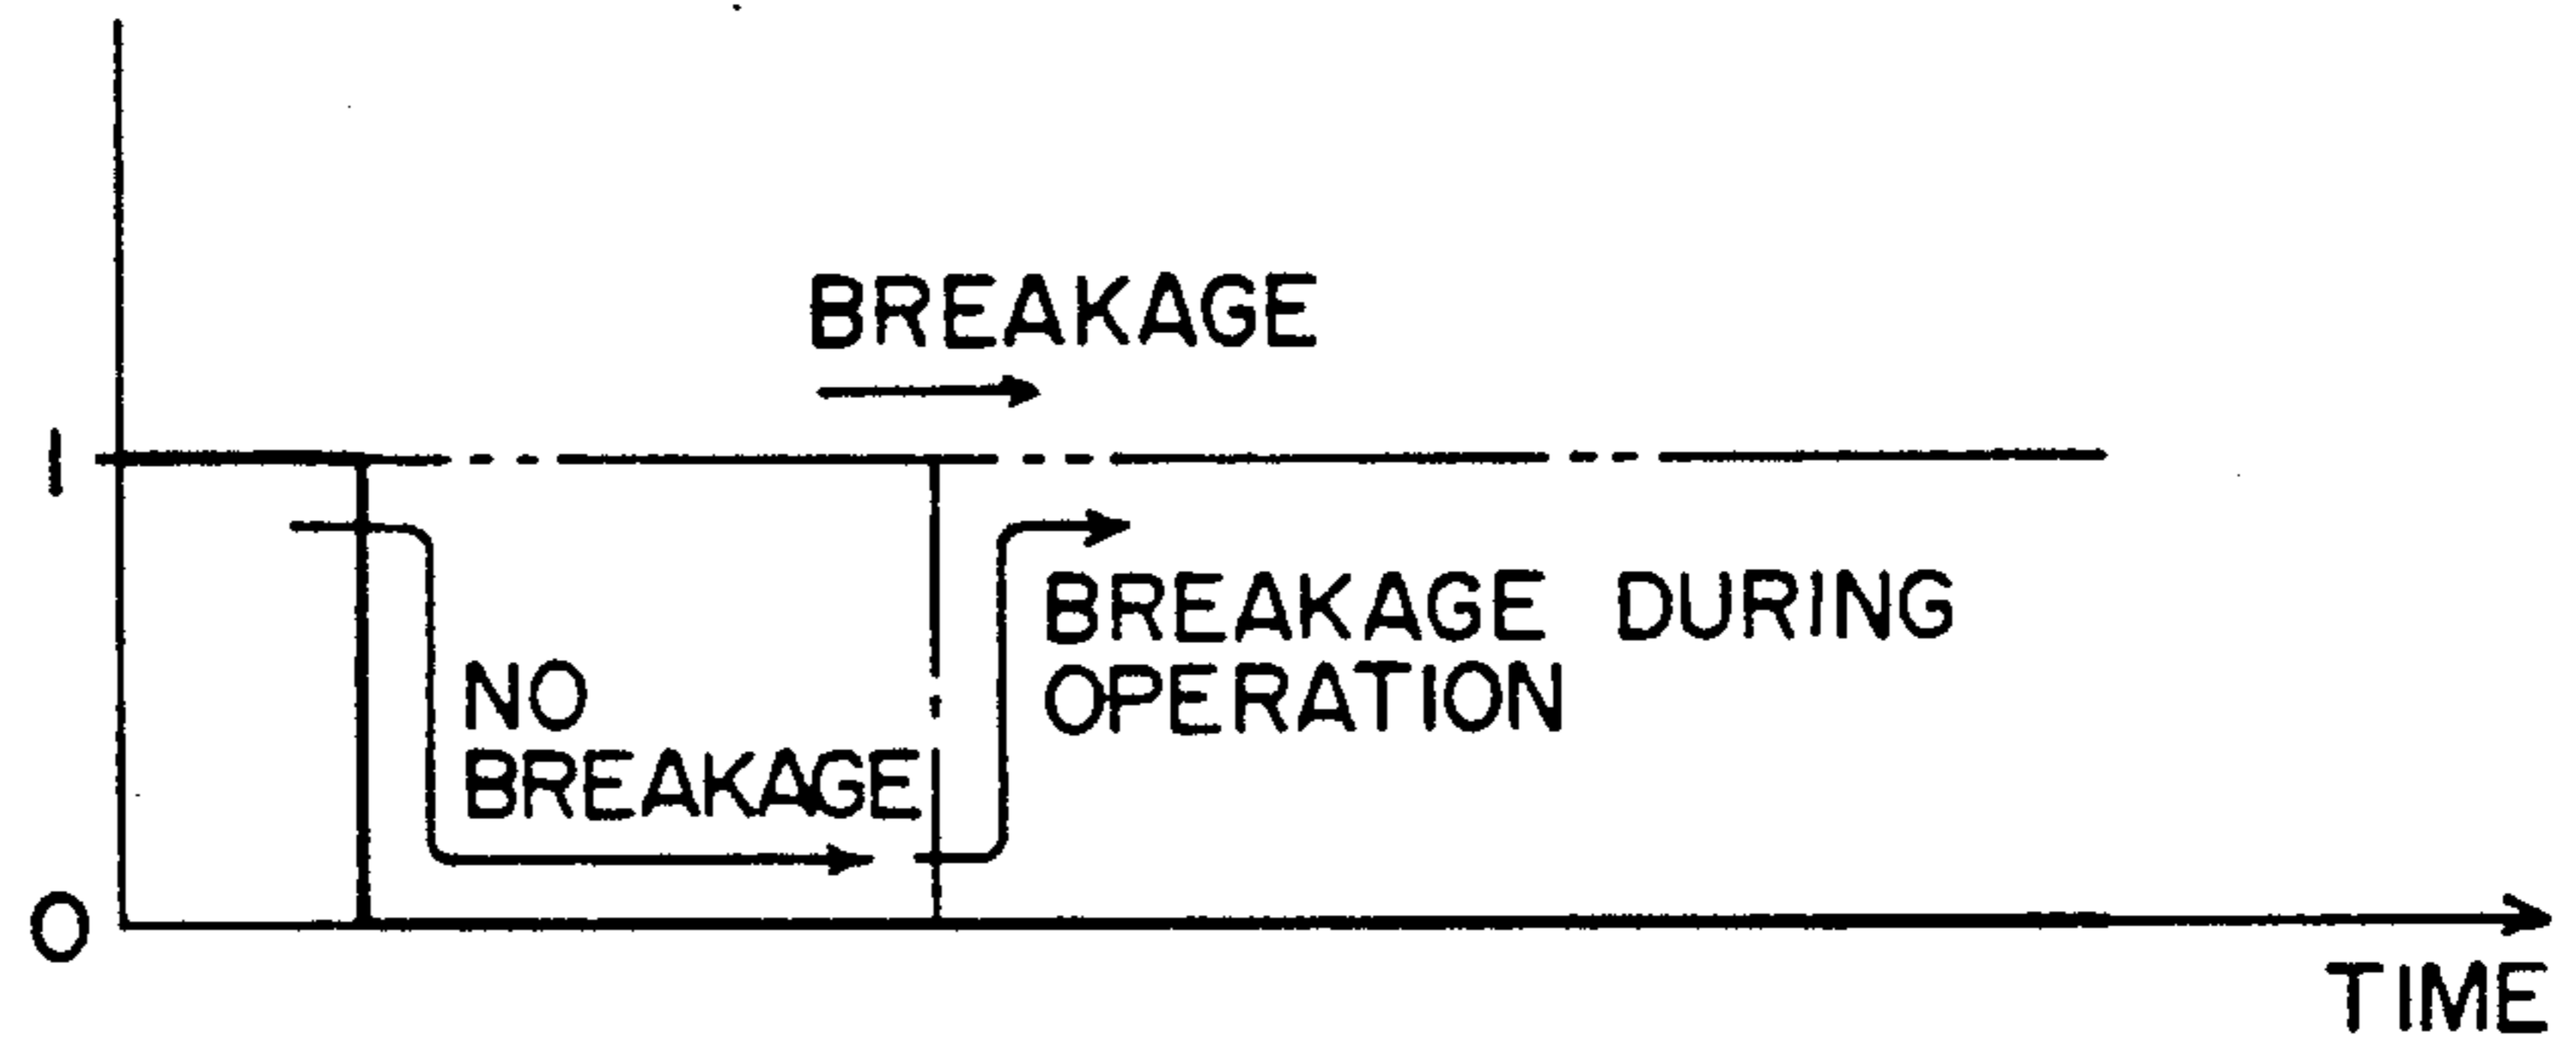 BREAKAGE
1
BREAKAGE DURING
OPERATION
NO
BREAKAGE
0
TIME